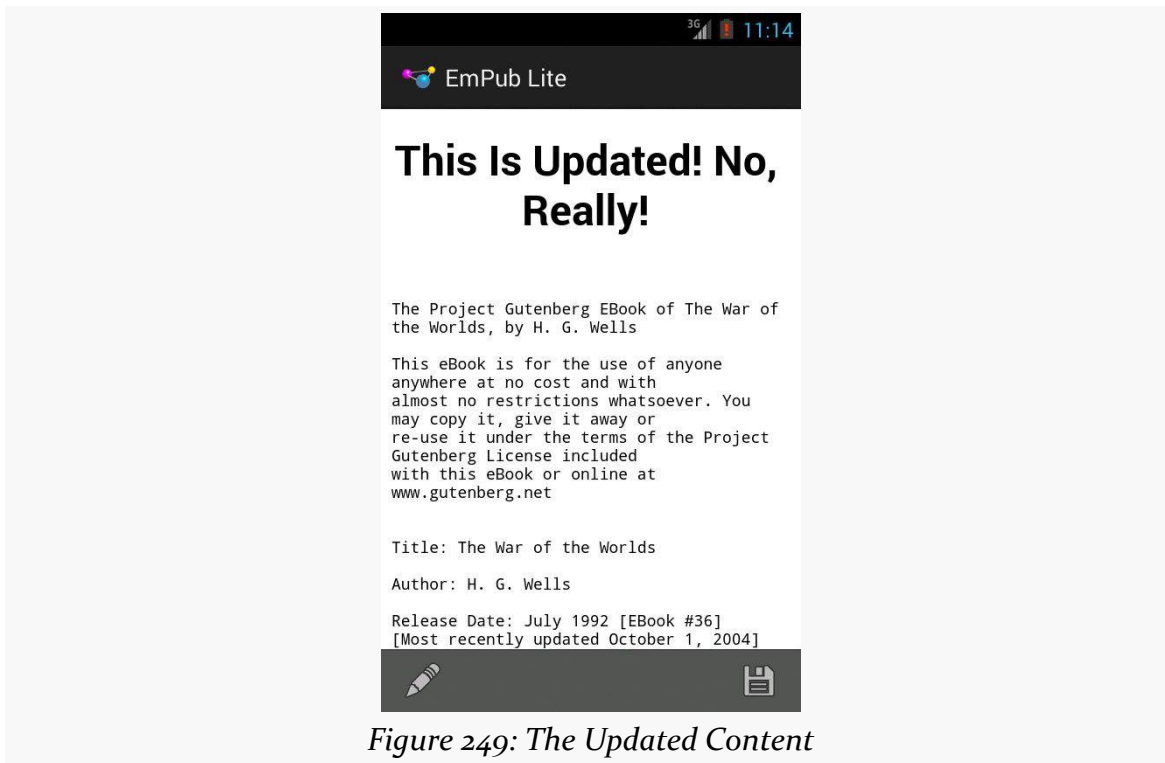 3G 11:14
EmPub Lite
This Is Updated! No,
Really!
The Project Gutenberg EBook of The War of
the Worlds, by H. G. Wells
This eBook is for the use of anyone
anywhere at no cost and with
almost no restrictions whatsoever. You
may copy it, give it away or
re-use it under the terms of the Project
Gutenberg License included
with this eBook or online at
www.gutenberg.net
Title: The War of the Worlds
Author: H. G. Wells
Release Date: July 1992 [EBook #36]
[Most recently updated October 1, 2004]
Figure 249: The Updated Content